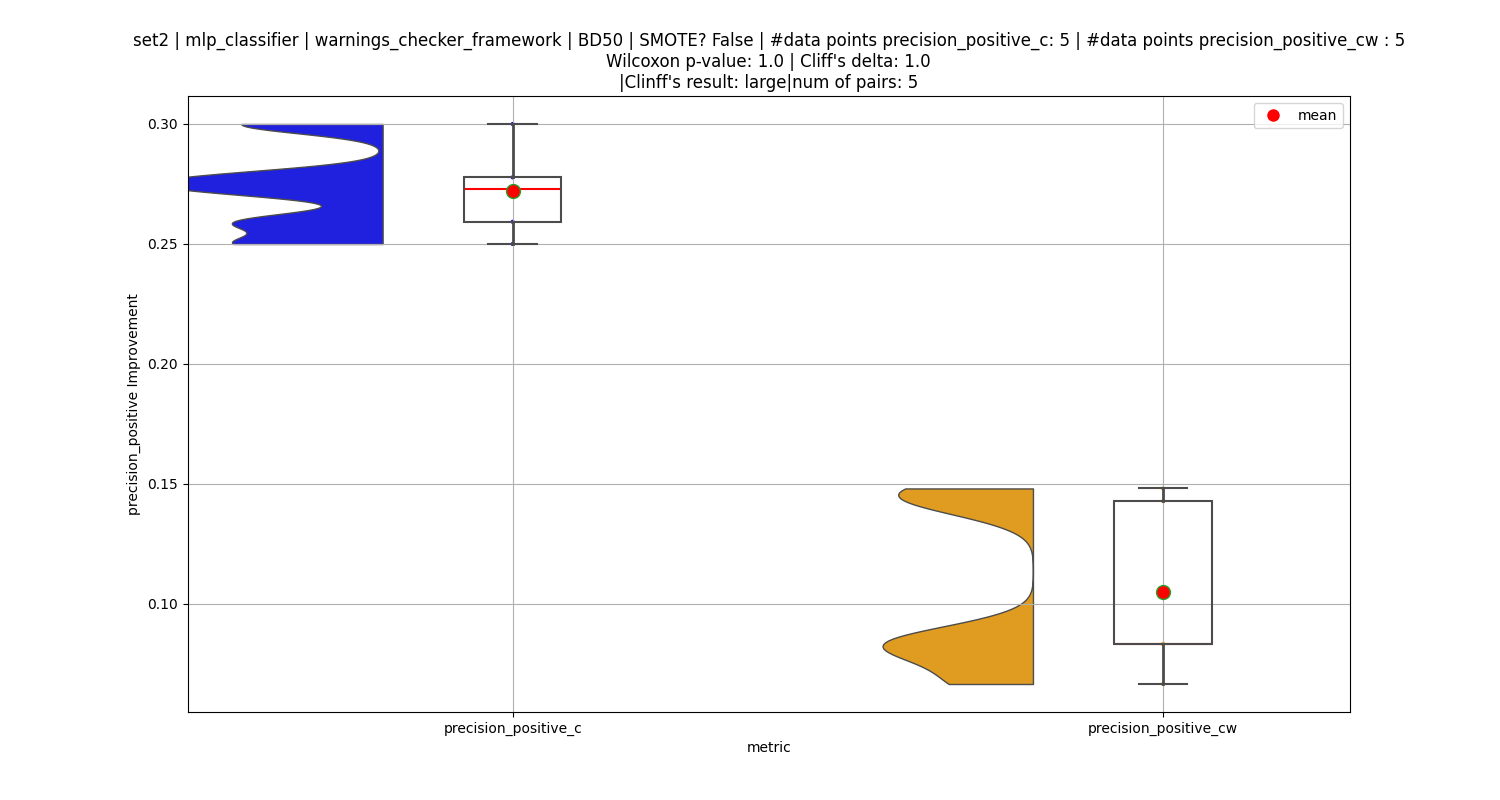 set2 | mlp_classifier | warnings_checker_framework | BD50 | SMOTE? False | #data points precision_positive_c: 5 | #data points precision_positive_cw : 5
Wilcoxon p-value: 1.0 | Cliff's delta: 1.0
|Clinff's result: large|num of pairs: 5
mean
0.30
0.25
0.20
0.15
0.10
precision_positive Improvement
precision_positive_c
precision_positive_cw
metric